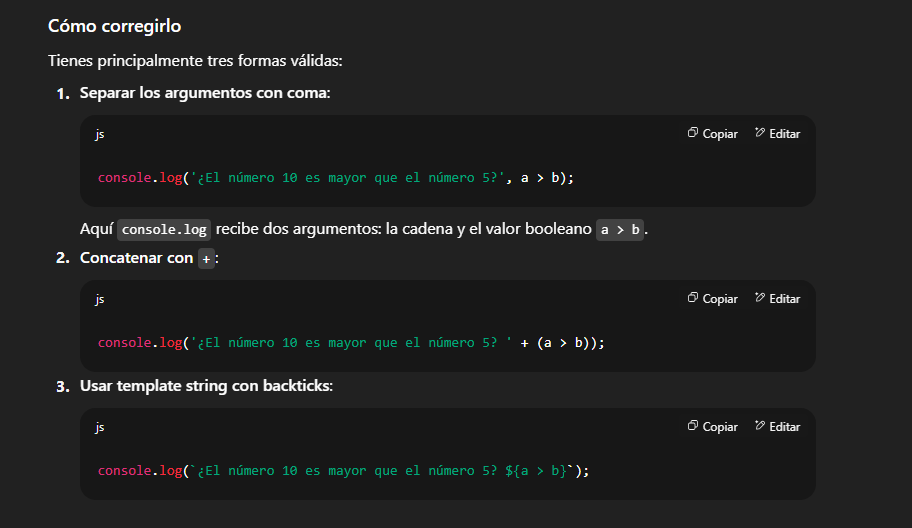 Cómo corregirlo
Tienes principalmente tres formas válidas:
1. Separar los argumentos con coma:
js Copiar Editar
console.log('¿El número 10 es mayor que el número 5?', a > b);
Aquí console.log recibe dos argumentos: la cadena y el valor booleano a > b.
2. Concatenar con +:
js Copiar Editar
console.log('¿El número 10 es mayor que el número 5? ' + (a > b));
3. Usar template string con backticks:
js Copiar Editar
console.log(`¿El número 10 es mayor que el número 5? ${a > b}`);